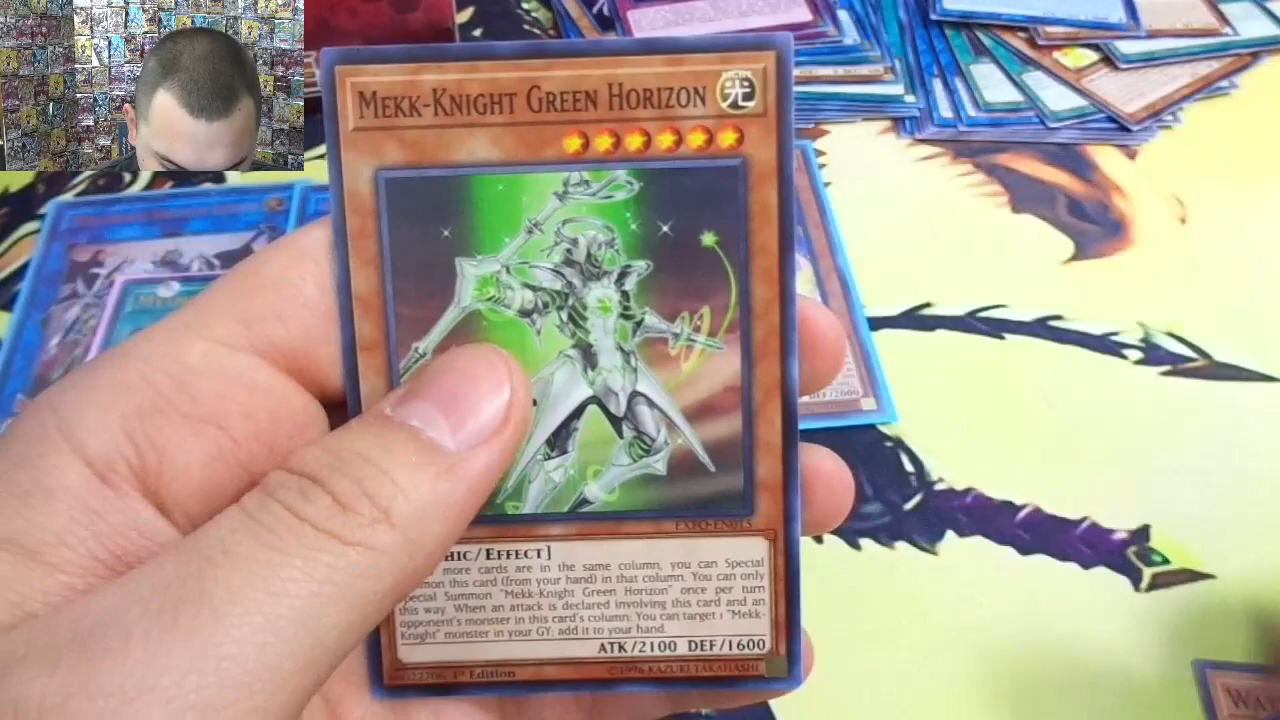 MEKK-KNIGHT GREEN HORIZON
光
EXFO-EN015
HIC/EFFECT]
more cards are in the same column, you can Special
mon this card (from your hand) in that column. You can only
pecial Summon "Mekk-Knight Green Horizon" once per turn
this way. When an attack is declared involving this card and an
opponent's monster in this card's column: You can target 1 "Mekk-
Knight" monster in your GY; add it to your hand.
ATK/2100 DEF/1600
1st Edition
©1996 KAZUKI TAKAHASHI
DEF/2000
WA